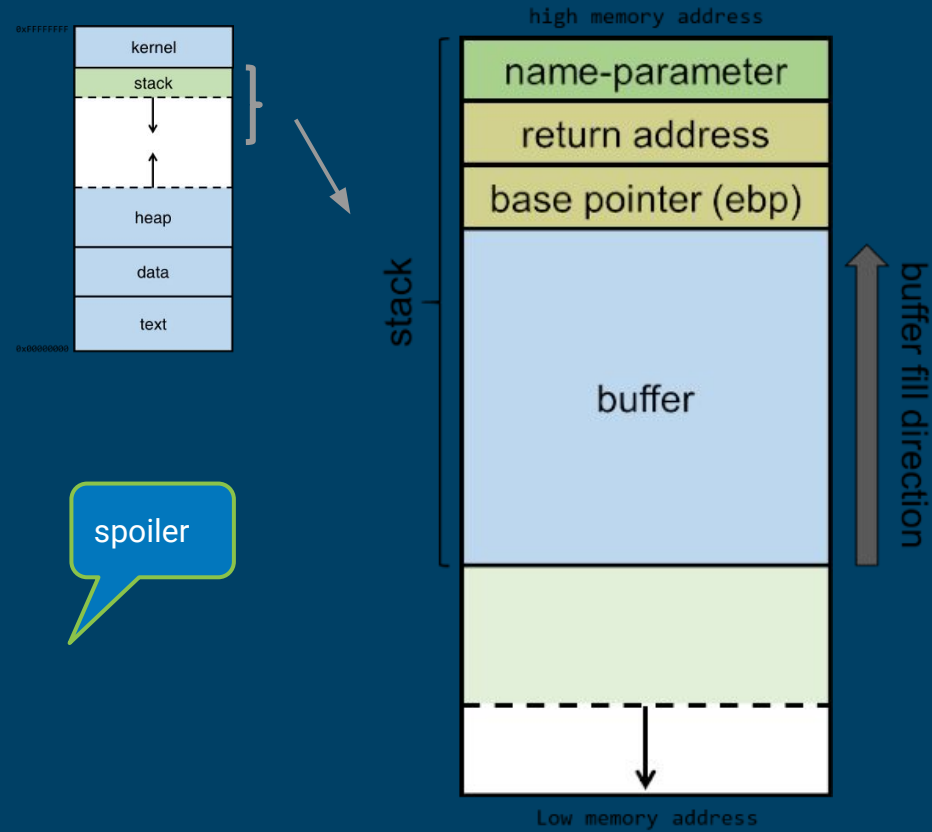 0xFFFFFFFF
kernel
stack
heap
data
text
0x00000000
spoiler
high memory address
name-parameter
return address
base pointer (ebp)
buffer
stack
buffer fill direction
Low memory address